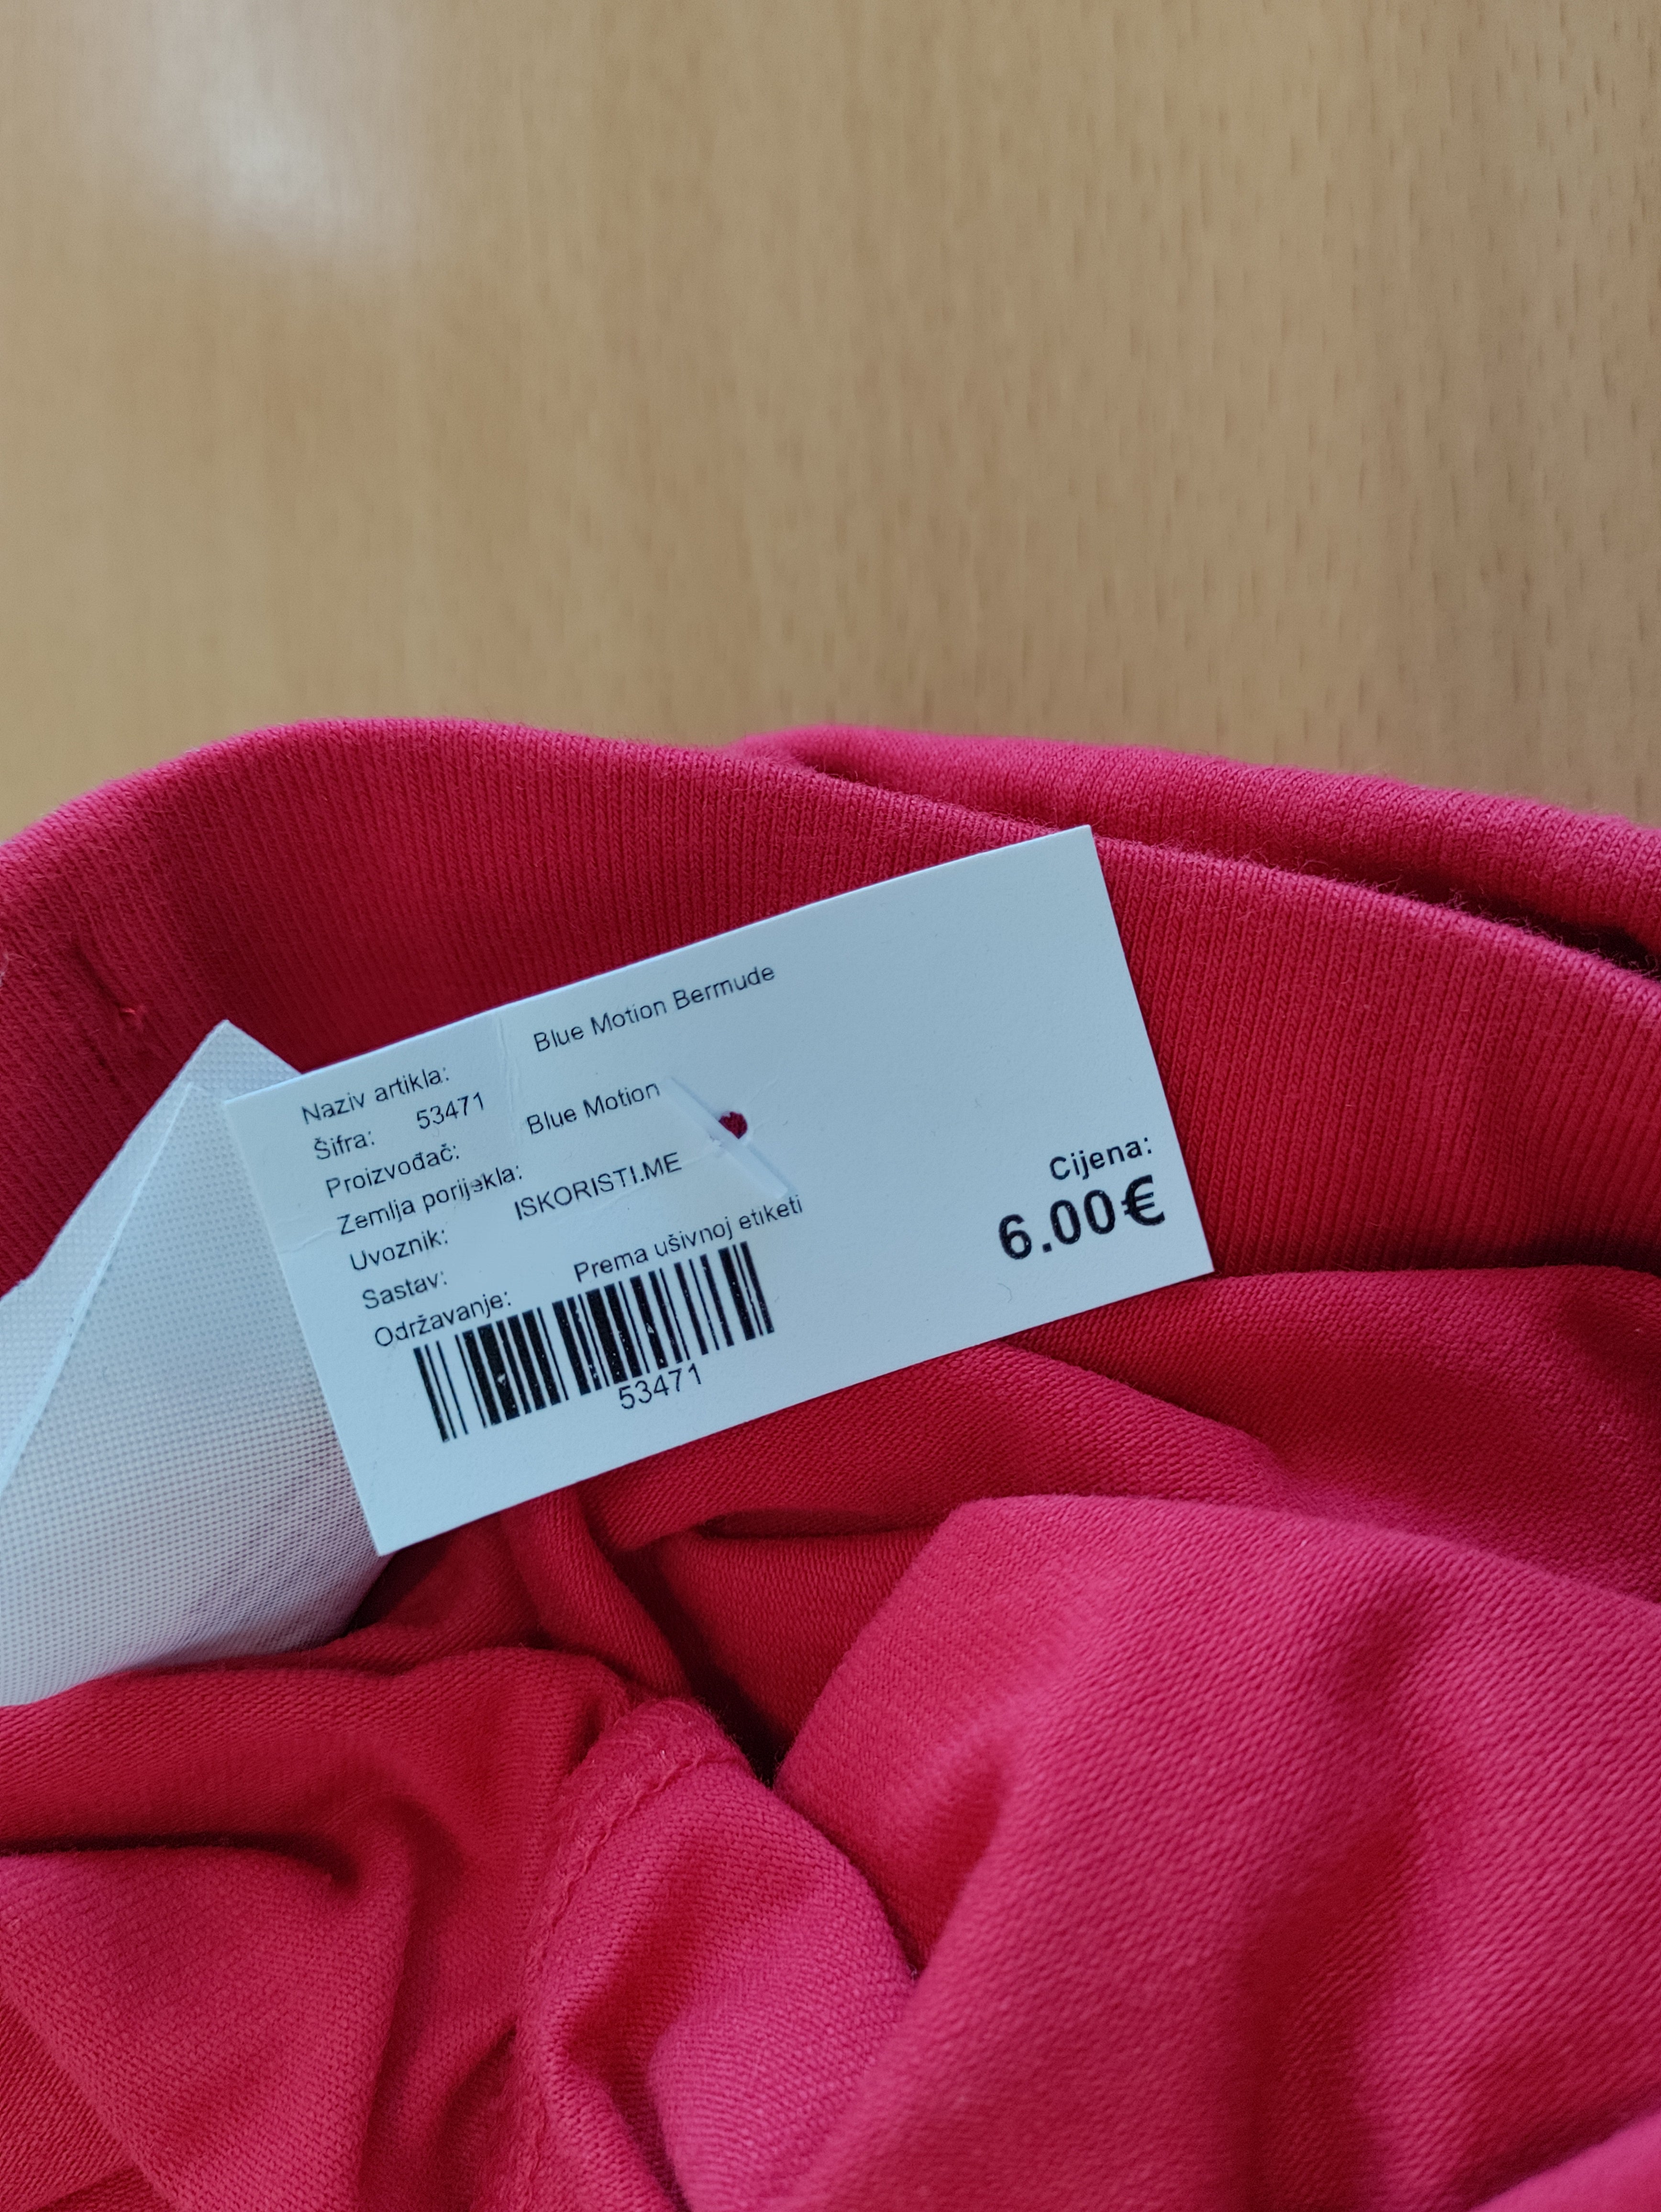 Naziv artikla: Blue Motion Bermude
Šifra: 53471
Proizvođač: Blue Motion
Zemlja porijekla:
Uvoznik: ISKORISTI.ME
Sastav:
Održavanje: Prema ušivnoj etiketi
53471
Cijena:
6.00€